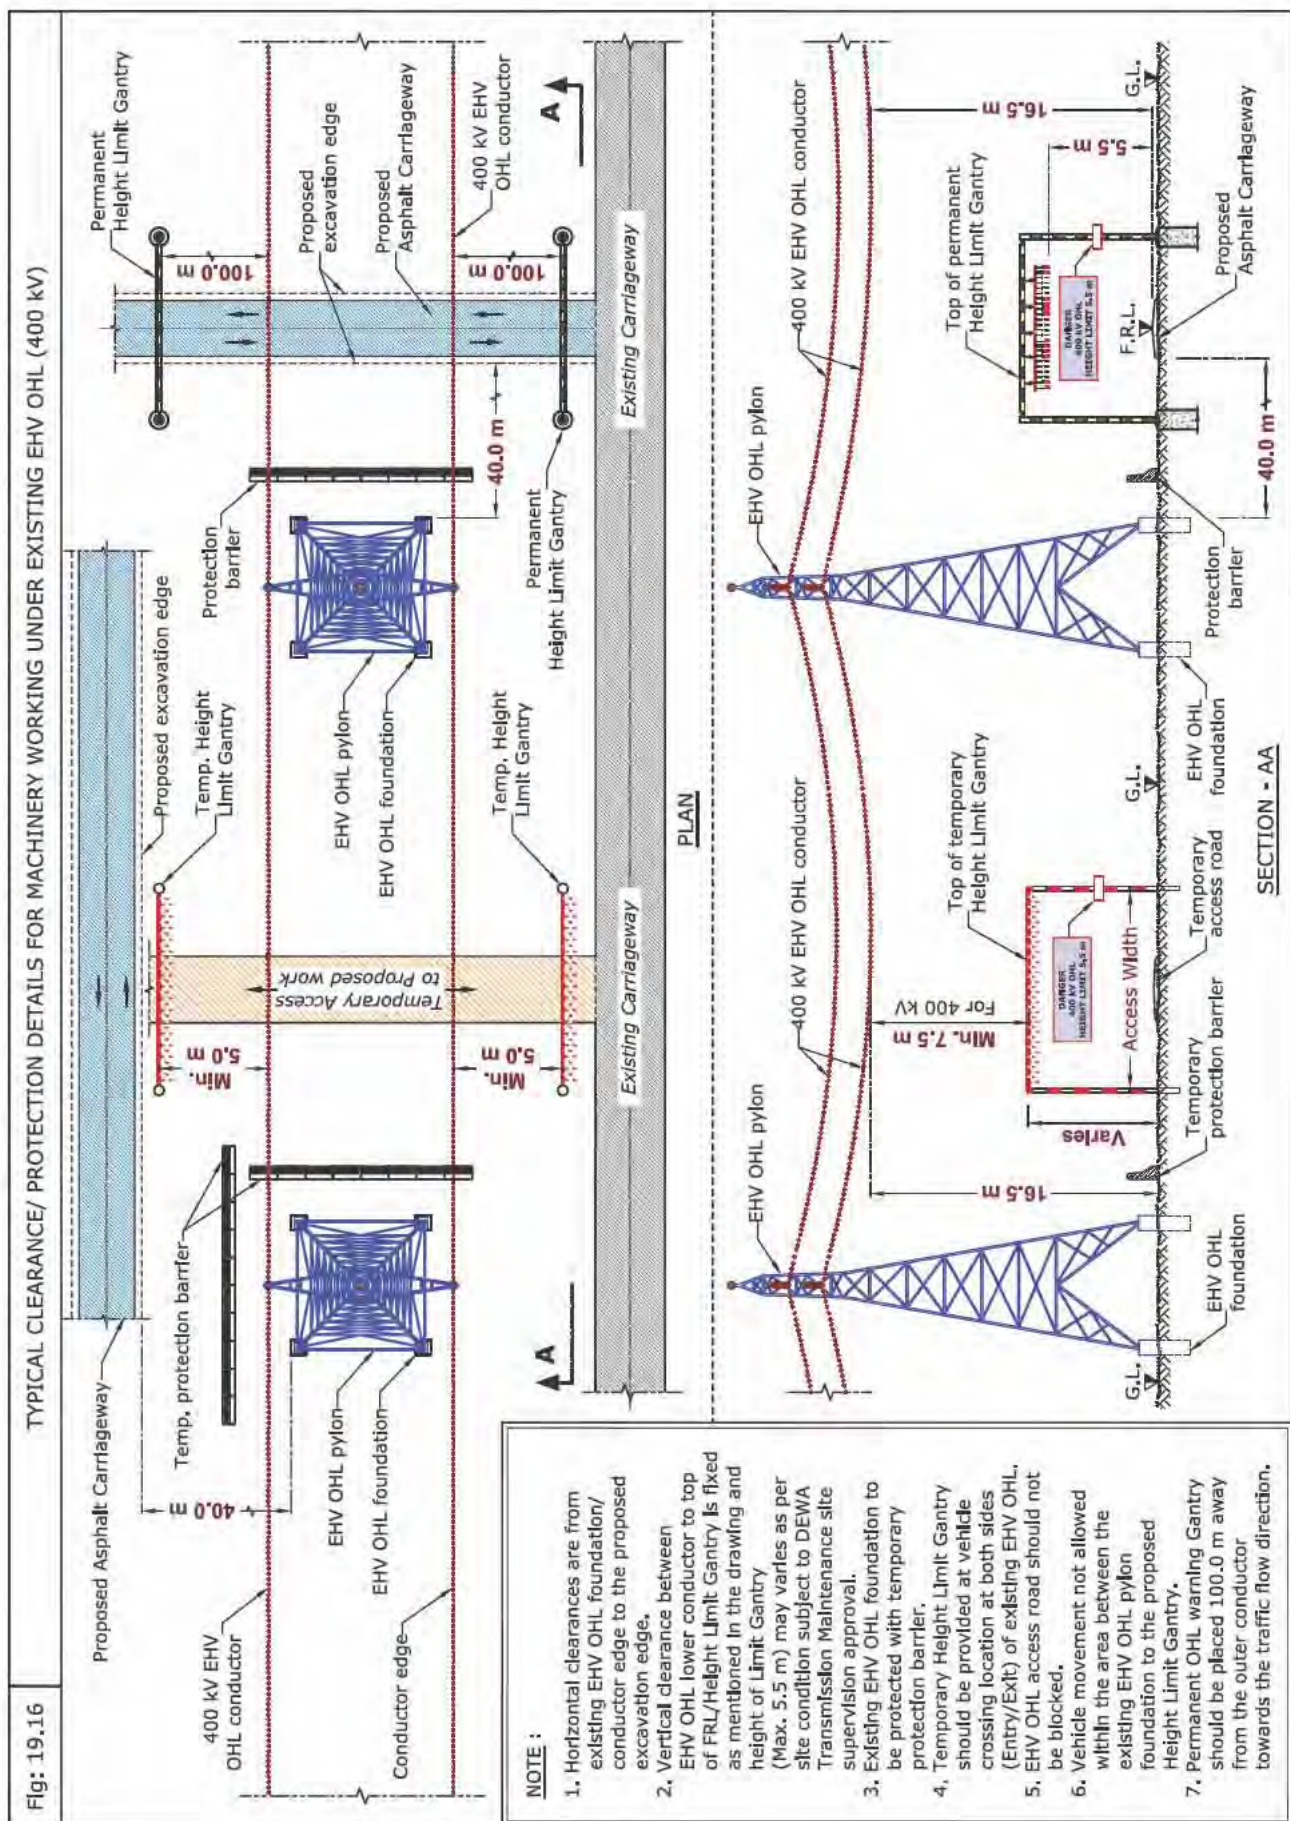 Fig: 19.16
TYPICAL CLEARANCE/ PROTECTION DETAILS FOR MACHINERY WORKING UNDER EXISTING EHV OHL (400 kV)
Proposed Asphalt Carriageway
Proposed excavation edge
Permanent
Height Limit Gantry
Temp. Height
Limit Gantry
Temp. protection barrier
40.0 m
400 kV EHV
OHL conductor
Min.
5.0 m
100.0 m
Proposed
excavation edge
Protection
barrier
Proposed
Asphalt Carriageway
Temporary Access
to Proposed work
EHV OHL pylon
EHV OHL pylon
EHV OHL foundation
EHV OHL foundation
Conductor edge
400 kV EHV
OHL conductor
Min.
5.0 m
100.0 m
40.0 m
Temp. Height
Limit Gantry
Permanent
Height Limit Gantry
A
A
Existing Carriageway
Existing Carriageway
PLAN
EHV OHL pylon
400 kV EHV OHL conductor
EHV OHL pylon
400 kV EHV OHL conductor
16.5 m
Min. 7.5 m
For 400 kV
Top of temporary
Height Limit Gantry
Top of permanent
Height Limit Gantry
16.5 m
5.5 m
Varies
DANGER
400 KV OHL
HEIGHT LIMIT 5.5 m
DANGER
400 KV OHL
HEIGHT LIMIT 5.5 m
Access Width
F.R.L.
G.L.
G.L.
G.L.
40.0 m
EHV OHL
foundation
Temporary
protection barrier
Temporary
access road
EHV OHL
foundation
Protection
barrier
Proposed
Asphalt Carriageway
SECTION - AA
NOTE :
1. Horizontal clearances are from
existing EHV OHL foundation/
conductor edge to the proposed
excavation edge.
2. Vertical clearance between
EHV OHL lower conductor to top
of FRL/Height Limit Gantry is fixed
as mentioned in the drawing and
height of Limit Gantry
(Max. 5.5 m) may varies as per
site condition subject to DEWA
Transmission Maintenance site
supervision approval.
3. Existing EHV OHL foundation to
be protected with temporary
protection barrier.
4. Temporary Height Limit Gantry
should be provided at vehicle
crossing location at both sides
(Entry/Exit) of existing EHV OHL.
5. EHV OHL access road should not
be blocked.
6. Vehicle movement not allowed
within the area between the
existing EHV OHL pylon
foundation to the proposed
Height Limit Gantry.
7. Permanent OHL warning Gantry
should be placed 100.0 m away
from the outer conductor
towards the traffic flow direction.